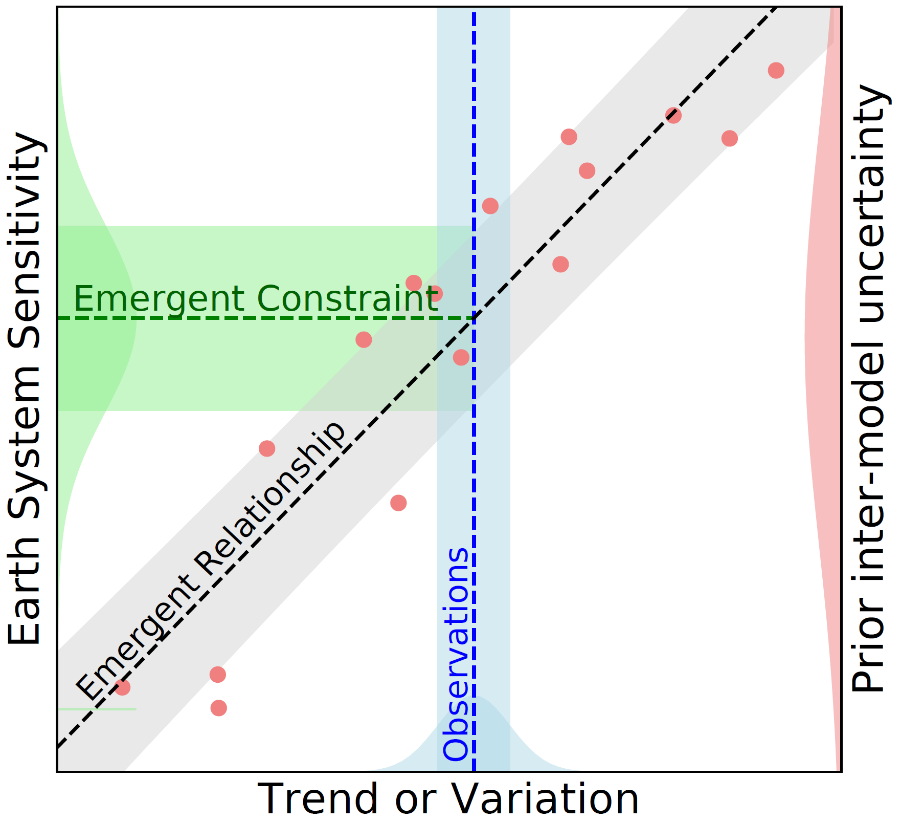 Earth System Sensitivity
Emergent Constraint
Emergent Relationship
Observations
Prior inter-model uncertainty
Trend or Variation